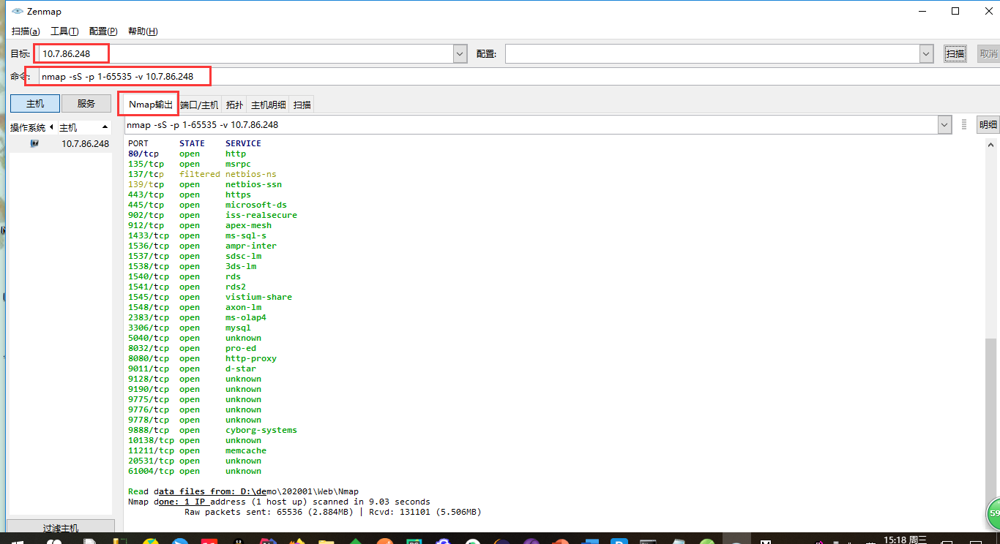 Zenmap
扫描(a) 工具(T) 配置(P) 帮助(H)
目标: 10.7.86.248 配置: 扫描 取消
命令: nmap -sS -p 1-65535 -v 10.7.86.248
主机 服务 Nmap输出 端口/主机 拓扑 主机明细 扫描
操作系统 主机 nmap -sS -p 1-65535 -v 10.7.86.248 明细
10.7.86.248
PORT STATE SERVICE
80/tcp open http
135/tcp open msrpc
137/tcp filtered netbios-ns
139/tcp open netbios-ssn
443/tcp open https
445/tcp open microsoft-ds
902/tcp open iss-realsecure
912/tcp open apex-mesh
1433/tcp open ms-sql-s
1536/tcp open ampr-inter
1537/tcp open sdsc-lm
1538/tcp open 3ds-lm
1540/tcp open rds
1541/tcp open rds2
1545/tcp open vistium-share
1548/tcp open axon-lm
2383/tcp open ms-olap4
3306/tcp open mysql
5040/tcp open unknown
8032/tcp open pro-ed
8080/tcp open http-proxy
9011/tcp open d-star
9128/tcp open unknown
9190/tcp open unknown
9775/tcp open unknown
9776/tcp open unknown
9778/tcp open unknown
9888/tcp open cyborg-systems
10138/tcp open unknown
11211/tcp open memcache
20531/tcp open unknown
61004/tcp open unknown
Read data files from: D:\demo\202001\Web\Nmap
Nmap done: 1 IP address (1 host up) scanned in 9.03 seconds
Raw packets sent: 65536 (2.884MB) | Rcvd: 131101 (5.506MB)
59
过滤主机
15:18 周三